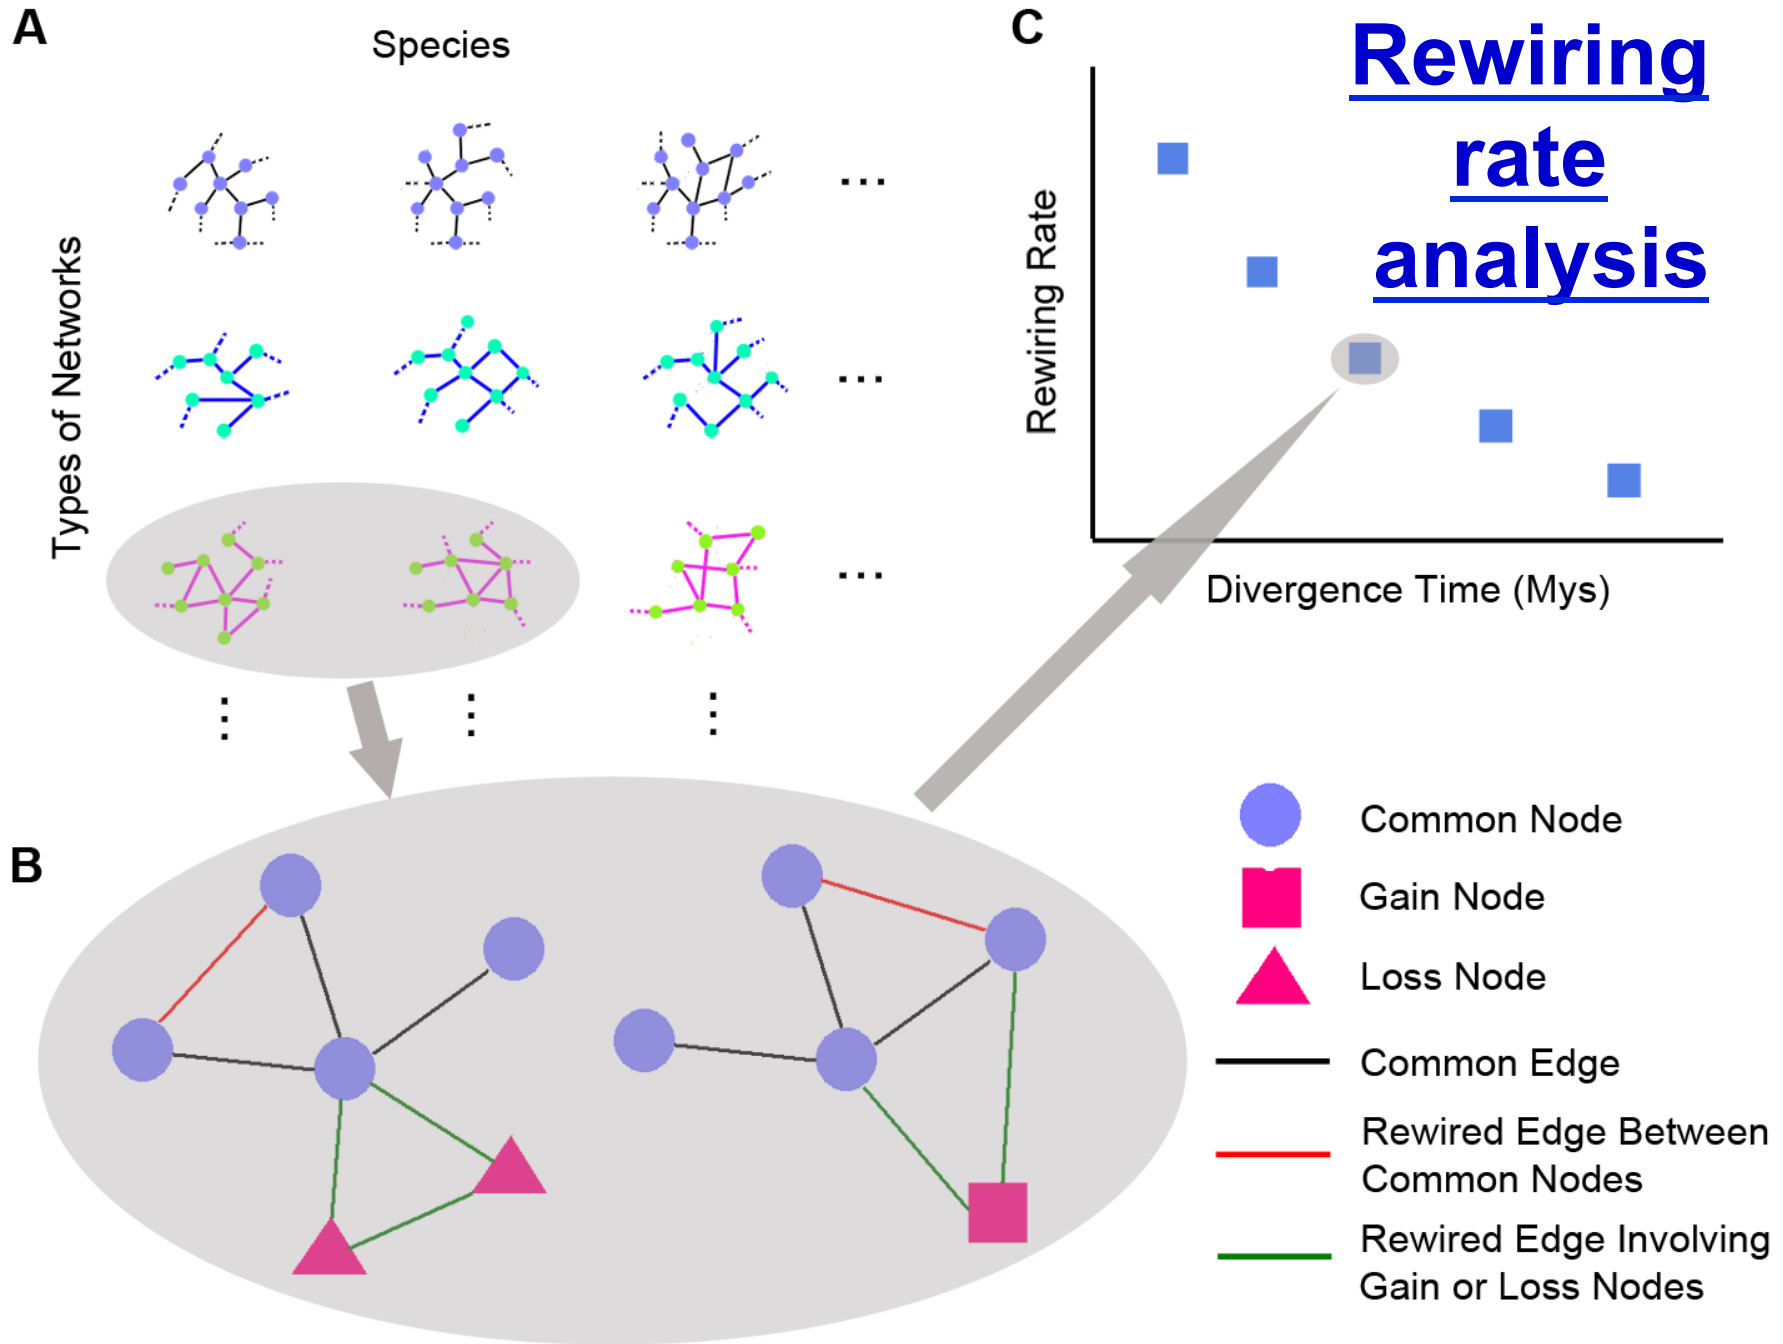 A
Species
Types of Networks
C
Rewiring
rate
analysis
Rewiring Rate
Divergence Time (Mys)
B
Common Node
Gain Node
Loss Node
Common Edge
Rewired Edge Between
Common Nodes
Rewired Edge Involving
Gain or Loss Nodes